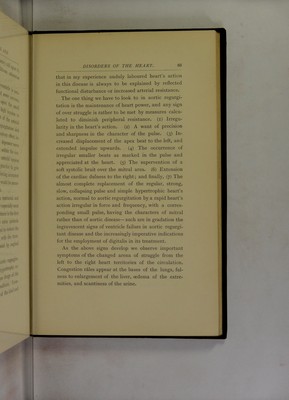 DISORDERS OF THE HEART.
that in my experience unduly laboured heart's action
in this disease is always to be explained by reflected
functional disturbance or increased arterial resistance.
The one thing we have to look to in aortic regurgi-
tation is the maintenance of heart power, and any sign
of over struggle is rather to be met by measures calcu-
lated to diminish peripheral resistance. (1) Irregu-
larity in the heart's action. (2) A want of precision
and sharpness in the character of the pulse. (3) In-
creased displacement of the apex beat to the left, and
extended impulse upwards. (4) The occurrence of
irregular smaller beats as marked in the pulse and
appreciated at the heart. (5) The supervention of a
soft systolic beat over the mitral area. (6) Extension
of the cardiac dulness to the right; and finally, (7) The
almost complete replacement of the regular, strong,
slow, collapsing pulse and simple hypertrophic heart's
action, normal to aortic regurgitation by a rapid heart's
action irregular in force and frequency, with a corres-
ponding small pulse, having the characters of mitral
rather than of aortic disease—such are in gradation the
ingravescent signs of ventricle-failure in aortic regurgi-
tant disease and the increasingly imperative indications
for the employment of digitalis in its treatment.
As the above signs develop we observe important
symptoms of the changed arena of struggle from the
left to the right heart territories of the circulation.
Congestion râles appear at the bases of the lungs, ful-
ness to enlargement of the liver, œdema of the exter-
mities, and scantiness of the urine.